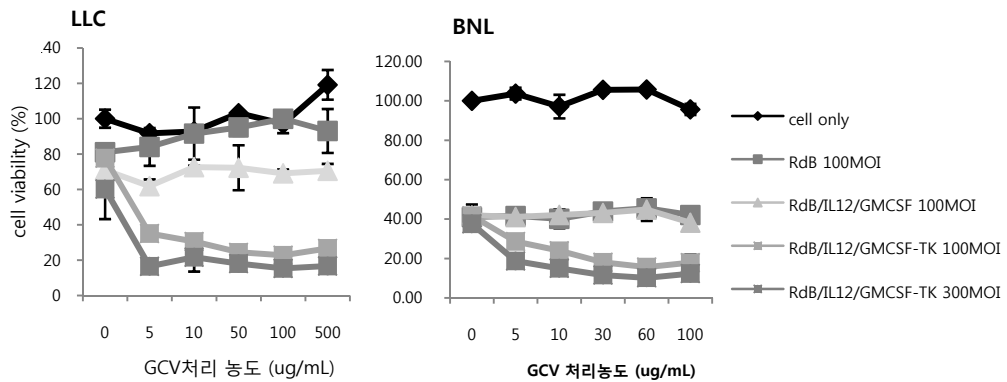 LLC
cell viability (%)
.40
120
100
80
60
40
20
0
0 5 10 50 100 500
GCV처리 농도 (ug/mL)
BNL
120.00
100.00
80.00
60.00
40.00
20.00
0.00
0 5 10 30 60 100
GCV 처리농도 (ug/mL)
cell only
RdB 100MOI
RdB/IL12/GMCSF 100MOI
RdB/IL12/GMCSF-TK 100MOI
RdB/IL12/GMCSF-TK 300MOI